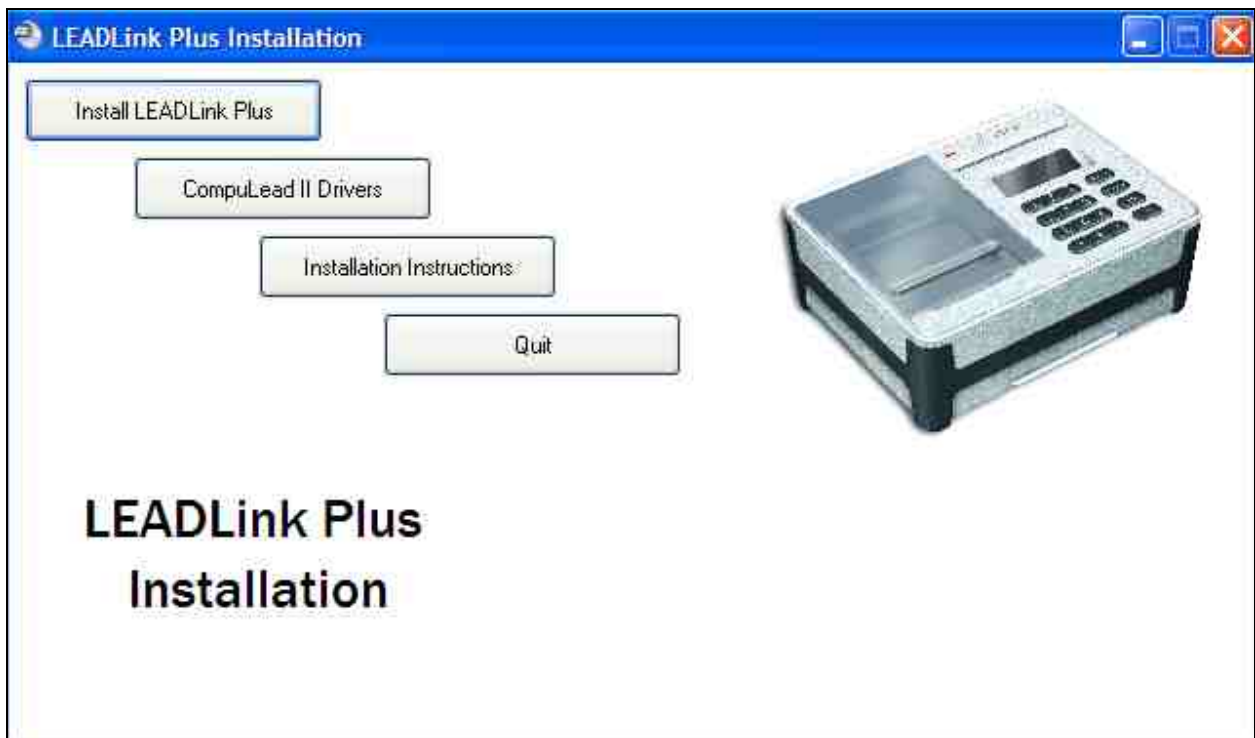 LEADLink Plus Installation
Install LEADLink Plus
CompuLead II Drivers
Installation Instructions
Quit
LEADLink Plus
Installation